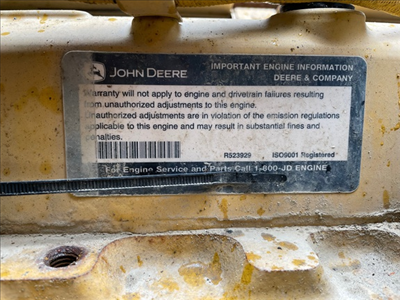 JOHN DEERE
IMPORTANT ENGINE INFORMATION
DEERE & COMPANY
Warranty will not apply to engine and drivetrain failures resulting
from unauthorized adjustments to this engine.
Unauthorized adjustments are in violation of the emission regulations
applicable to this engine and may result in substantial fines and
penalties.
R523929 ISO9001 Registered
For Engine Service and Parts Call 1-800-JD ENGINE